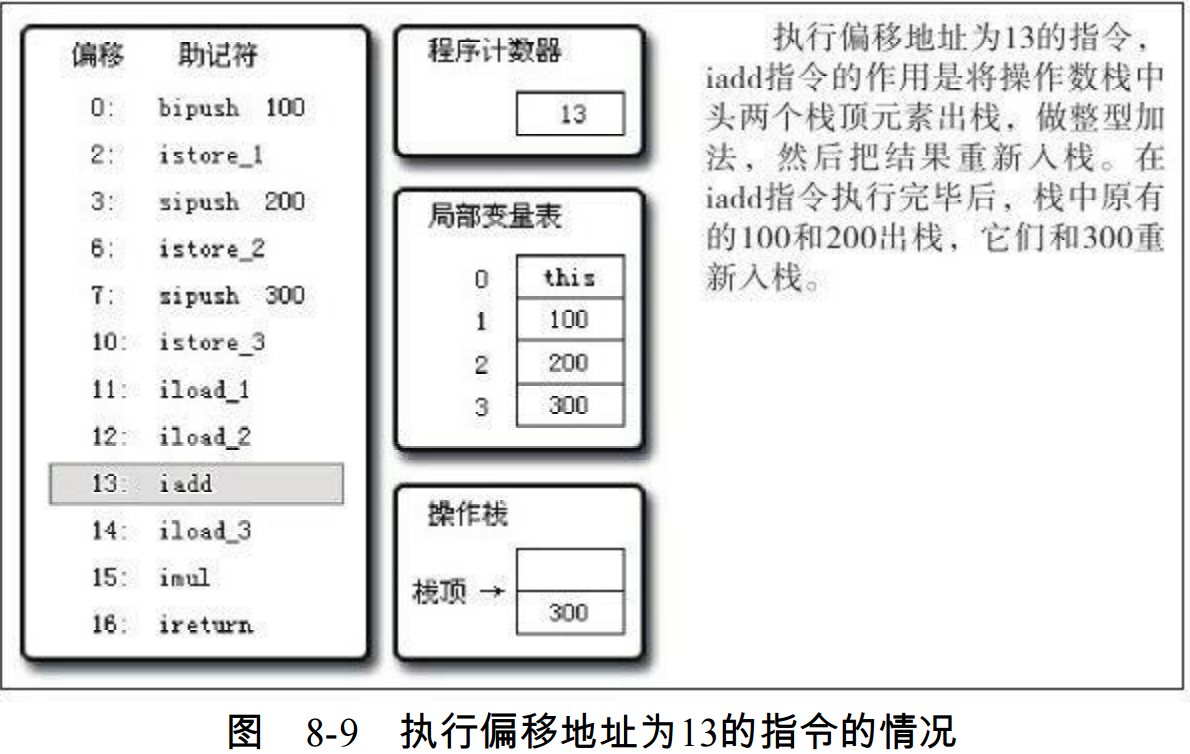 偏移 助记符
0: bipush 100
2: istore_1
3: sipush 200
6: istore_2
7: sipush 300
10: istore_3
11: iload_1
12: iload_2
13: iadd
14: iload_3
15: imul
16: ireturn
程序计数器
13
局部变量表
0 this
1 100
2 200
3 300
操作栈
栈顶 →
300
执行偏移地址为13的指令，
iadd指令的作用是将操作数栈中
头两个栈顶元素出栈，做整型加
法，然后把结果重新入栈。在
iadd指令执行完毕后，栈中原有
的100和200出栈，它们和300重
新入栈。
图 8-9 执行偏移地址为13的指令的情况